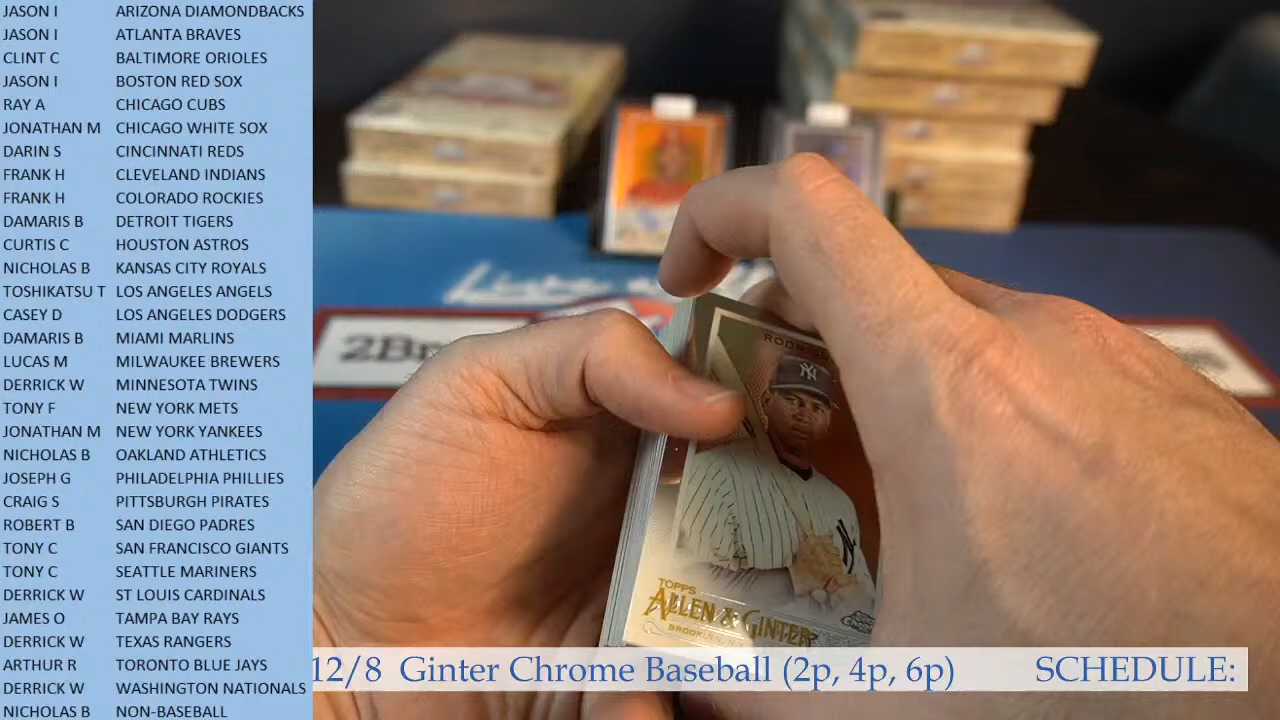 JASON I ARIZONA DIAMONDBACKS
JASON I ATLANTA BRAVES
CLINT C BALTIMORE ORIOLES
JASON I BOSTON RED SOX
RAY A CHICAGO CUBS
JONATHAN M CHICAGO WHITE SOX
DARIN S CINCINNATI REDS
FRANK H CLEVELAND INDIANS
FRANK H COLORADO ROCKIES
DAMARIS B DETROIT TIGERS
CURTIS C HOUSTON ASTROS
NICHOLAS B KANSAS CITY ROYALS
TOSHIKATSU T LOS ANGELES ANGELS
CASEY D LOS ANGELES DODGERS
DAMARIS B MIAMI MARLINS
LUCAS M MILWAUKEE BREWERS
DERRICK W MINNESOTA TWINS
TONY F NEW YORK METS
JONATHAN M NEW YORK YANKEES
NICHOLAS B OAKLAND ATHLETICS
JOSEPH G PHILADELPHIA PHILLIES
CRAIG S PITTSBURGH PIRATES
ROBERT B SAN DIEGO PADRES
TONY C SAN FRANCISCO GIANTS
TONY C SEATTLE MARINERS
DERRICK W ST LOUIS CARDINALS
JAMES O TAMPA BAY RAYS
DERRICK W TEXAS RANGERS
ARTHUR R TORONTO BLUE JAYS
DERRICK W WASHINGTON NATIONALS
NICHOLAS B NON-BASEBALL
2Br
NY
NY
TOPPS
ALLEN & GINTER
BROOKLYN
12/8 Ginter Chrome Baseball (2p, 4p, 6p) SCHEDULE: